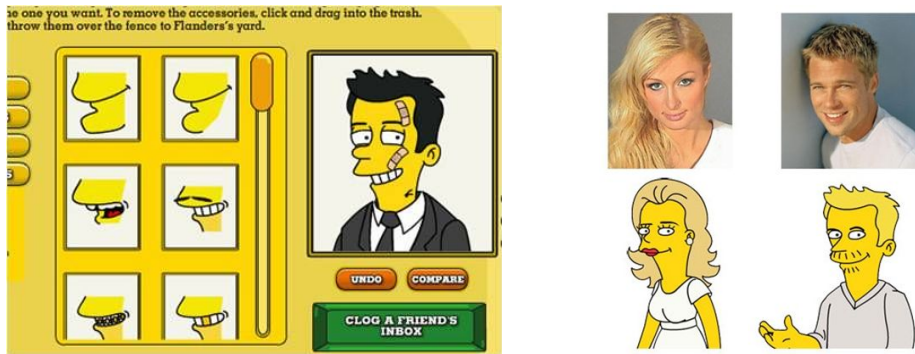 ne one you want. To remove the accessories, click and drag into the trash.
throw them over the fence to Flanders's yard.
UNDO
COMPARE
CLOG A FRIEND'S
INBOX